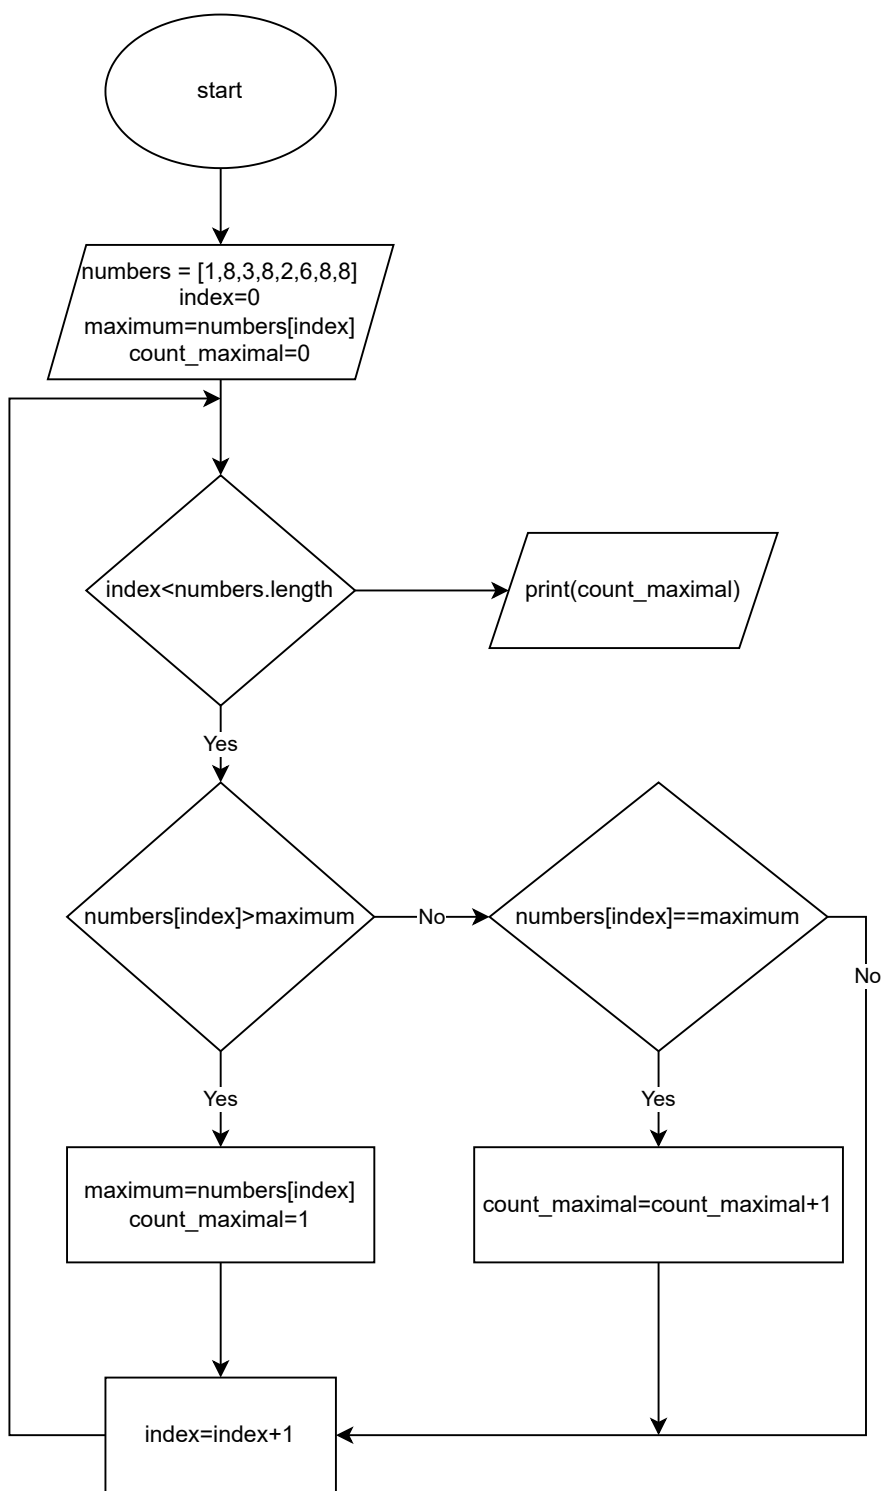 start
numbers = [1,8,3,8,2,6,8,8]
index=0
maximum=numbers[index]
count_maximal=0
index<numbers.length
print(count_maximal)
Yes
numbers[index]>maximum
No
numbers[index]==maximum
No
Yes
Yes
maximum=numbers[index]
count_maximal=1
count_maximal=count_maximal+1
index=index+1